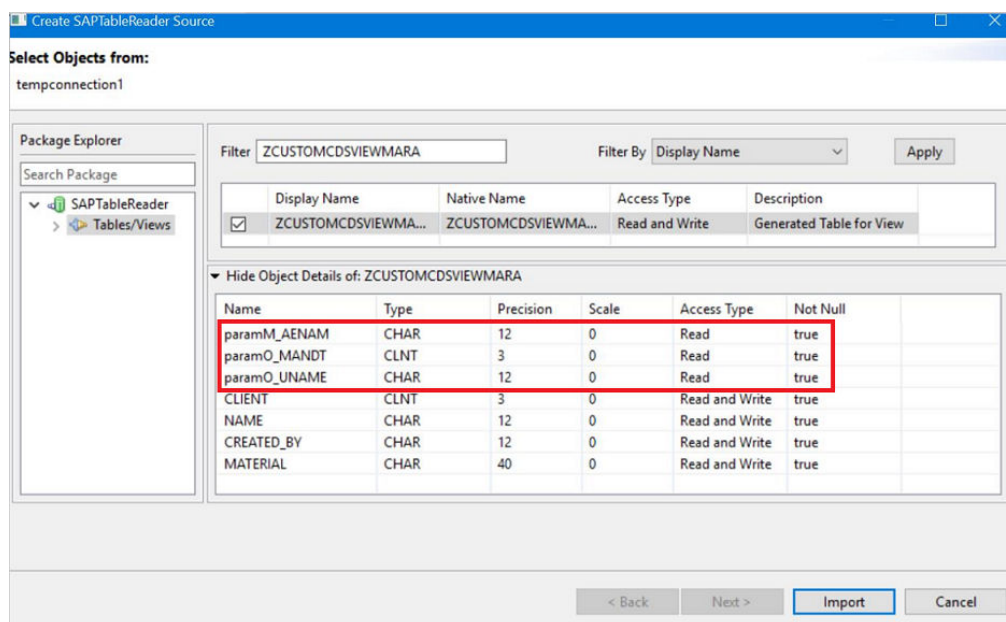 Create SAPTableReader Source
Select Objects from:
tempconnection1
Package Explorer
Search Package
SAPTableReader
Tables/Views
Filter ZCUSTOMCDSVIEWMARA Filter By Display Name Apply
Display Name Native Name Access Type Description
ZCUSTOMCDSVIEWMA... ZCUSTOMCDSVIEWMA... Read and Write Generated Table for View
Hide Object Details of: ZCUSTOMCDSVIEWMARA
Name Type Precision Scale Access Type Not Null
paramM_AENAM CHAR 12 0 Read true
paramO_MANDT CLNT 3 0 Read true
paramO_UNAME CHAR 12 0 Read true
CLIENT CLNT 3 0 Read and Write true
NAME CHAR 12 0 Read and Write true
CREATED_BY CHAR 12 0 Read and Write true
MATERIAL CHAR 40 0 Read and Write true
< Back Next > Import Cancel